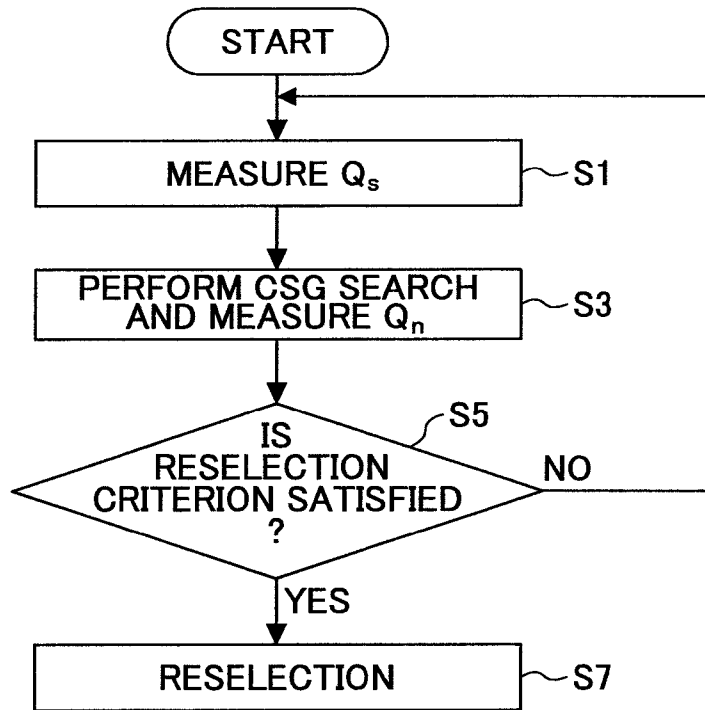 START
MEASURE Qₛ
S1
PERFORM CSG SEARCH
AND MEASURE Qₙ
S3
S5
IS
RESELECTION
CRITERION SATISFIED
?
NO
YES
RESELECTION
S7